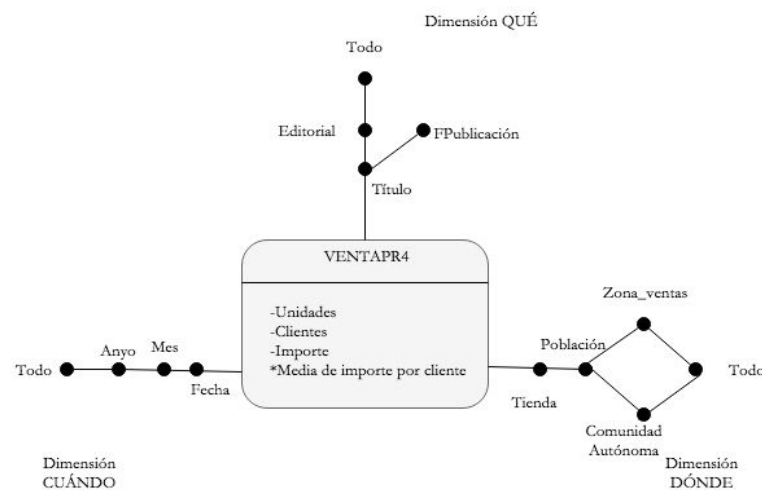 Dimensión QUÉ
Todo
Editorial
FPublicación
Título
VENTAPR4
-Unidades
-Clientes
-Importe
*Media de importe por cliente
Todo
Anyo
Mes
Fecha
Dimensión
CUÁNDO
Zona_ventas
Población
Tienda
Todo
Comunidad
Autónoma
Dimensión
DÓNDE